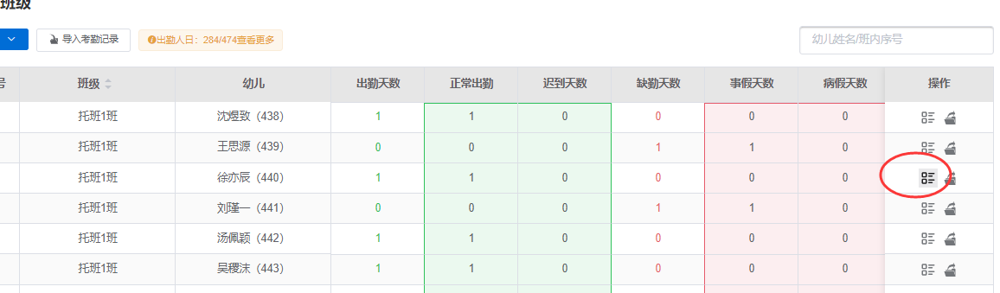 班级
导入考勤记录
出勤人日：284/474查看更多
幼儿姓名/班内序号
号 班级 幼儿 出勤天数 正常出勤 迟到天数 缺勤天数 事假天数 病假天数 操作
托班1班 沈煜致（438） 1 1 0 0 0 0
托班1班 王思源（439） 0 0 0 1 1 0
托班1班 徐亦辰（440） 1 1 0 0 0 0
托班1班 刘瑾一（441） 0 0 0 1 1 0
托班1班 汤佩颖（442） 1 1 0 0 0 0
托班1班 吴稷沫（443） 1 1 0 0 0 0